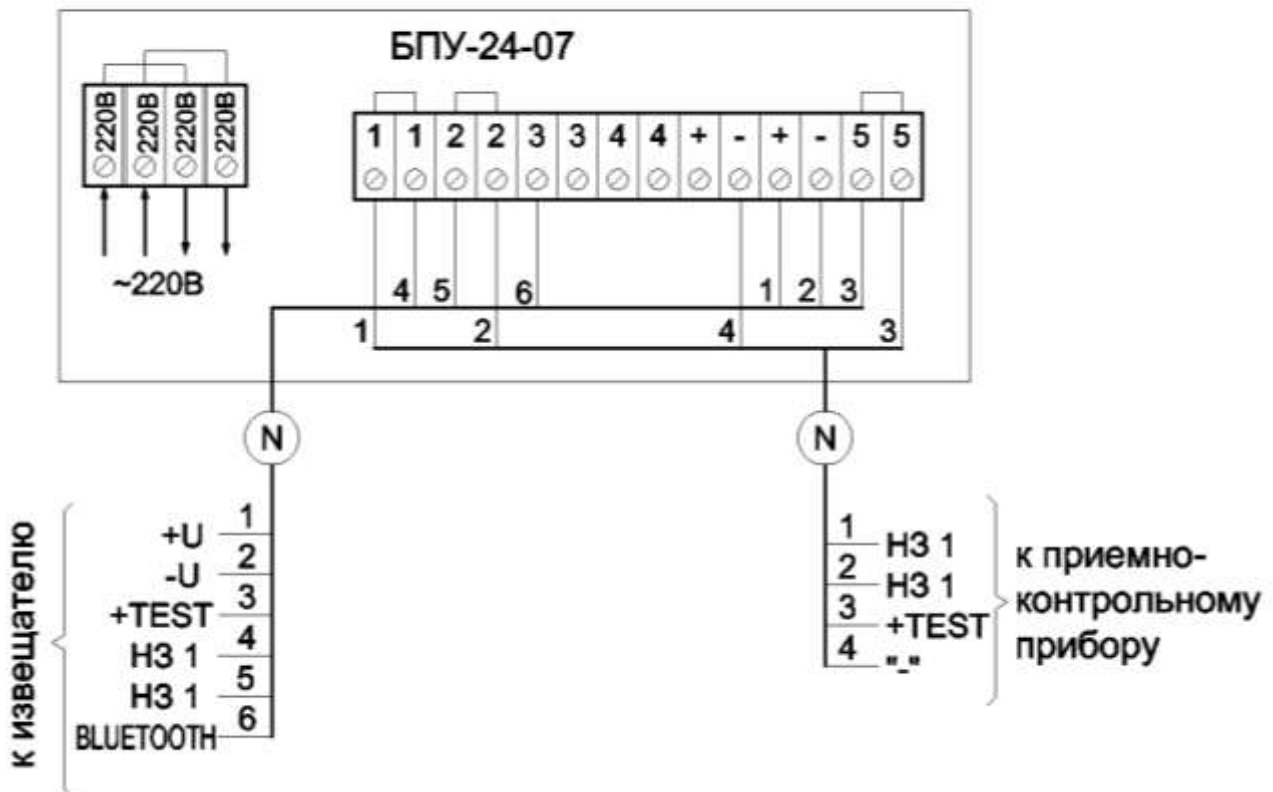 БПУ-24-07
220В 220В 220В 220В
1 1 2 2 3 3 4 4 + - + - 5 5
~220В
4 5 6 1 2 3
1 2 4 3
N N
к извещателю
1 +U
2 -U
3 +TEST
4 НЗ 1
5 НЗ 1
6 BLUETOOTH
1 НЗ 1
2 НЗ 1
3 +TEST
4 "-"
к приемно-
контрольному
прибору